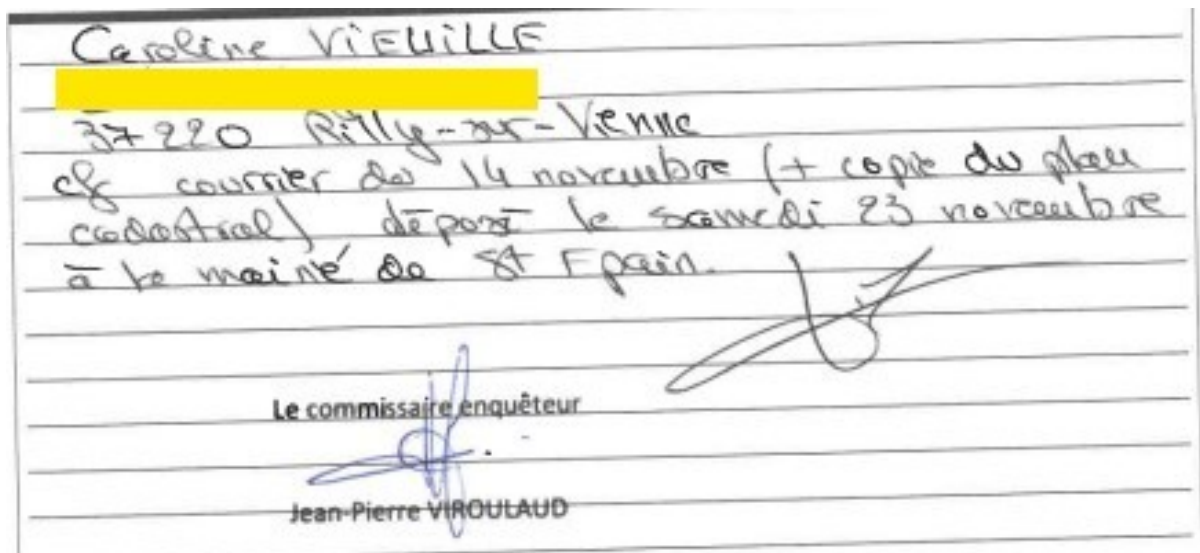 Caroline ViEUiLLE
37220 Rilly-sur-Vienne
cf courrier du 14 novembre (+ copie du plan
cadastral) déposé le samedi 23 novembre
à la mairie de St Epain.
Le commissaire enquêteur
Jean-Pierre VIROULAUD